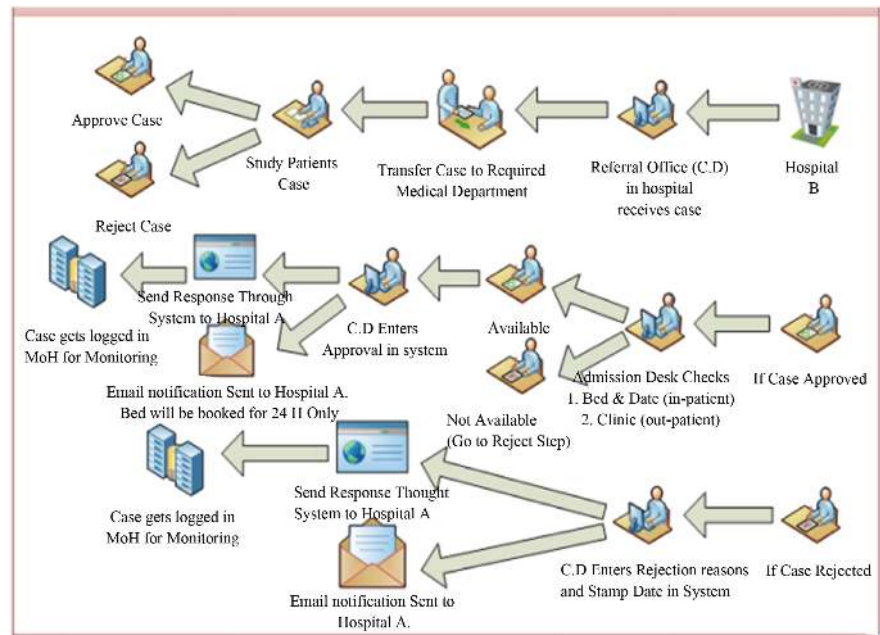 Approve Case
Study Patients
Case
Transfer Case to Required
Medical Department
Referral Office (C.D)
in hospital
receives case
Hospital
B
Reject Case
Send Response Through
System to Hospital A
Case gets logged in
MoH for Monitoring
C.D Enters
Approval in system
Available
Admission Desk Checks
1. Bed & Date (in-patient)
2. Clinic (out-patient)
If Case Approved
Email notification Sent to Hospital A.
Bed will be booked for 24 H Only
Not Available
(Go to Reject Step)
Send Response Thought
System to Hospital A
Case gets logged in
MoH for Monitoring
C.D Enters Rejection reasons
and Stamp Date in System
If Case Rejected
Email notification Sent to
Hospital A.